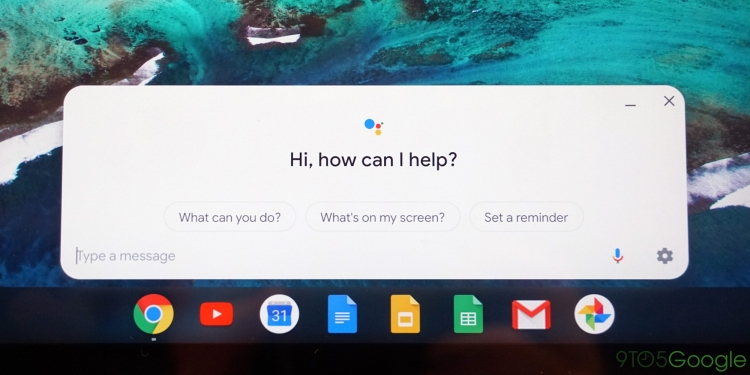 Hi, how can I help?
What can you do?
What's on my screen?
Set a reminder
Type a message
31
9TO5Google